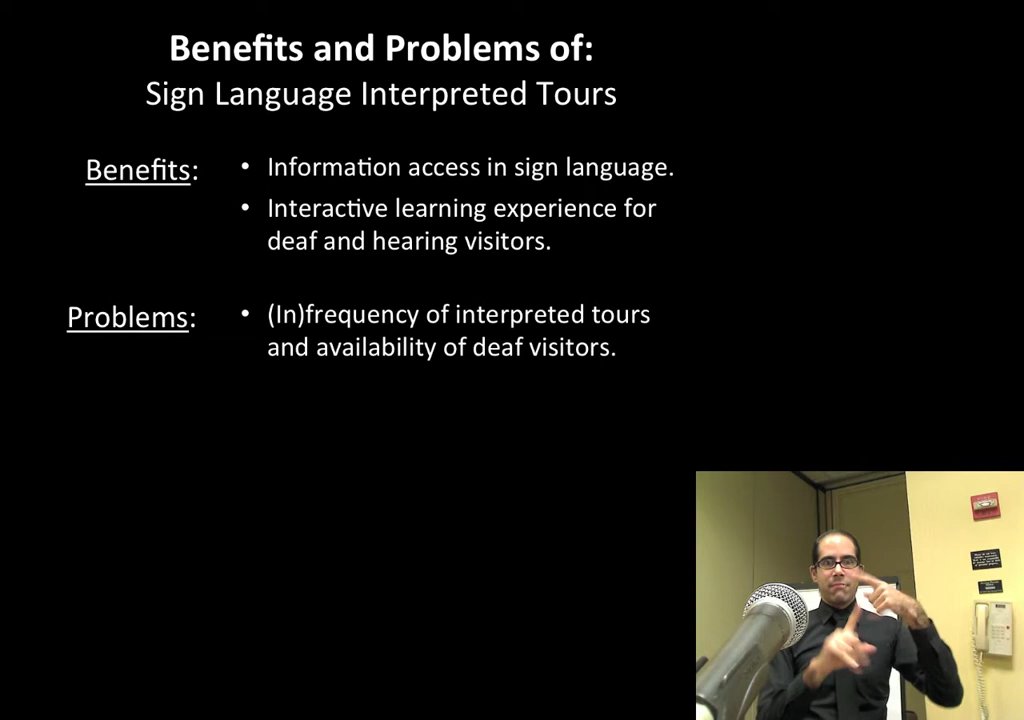 Benefits and Problems of:
Sign Language Interpreted Tours
Benefits:
• Information access in sign language.
• Interactive learning experience for
deaf and hearing visitors.
Problems:
• (In)frequency of interpreted tours
and availability of deaf visitors.